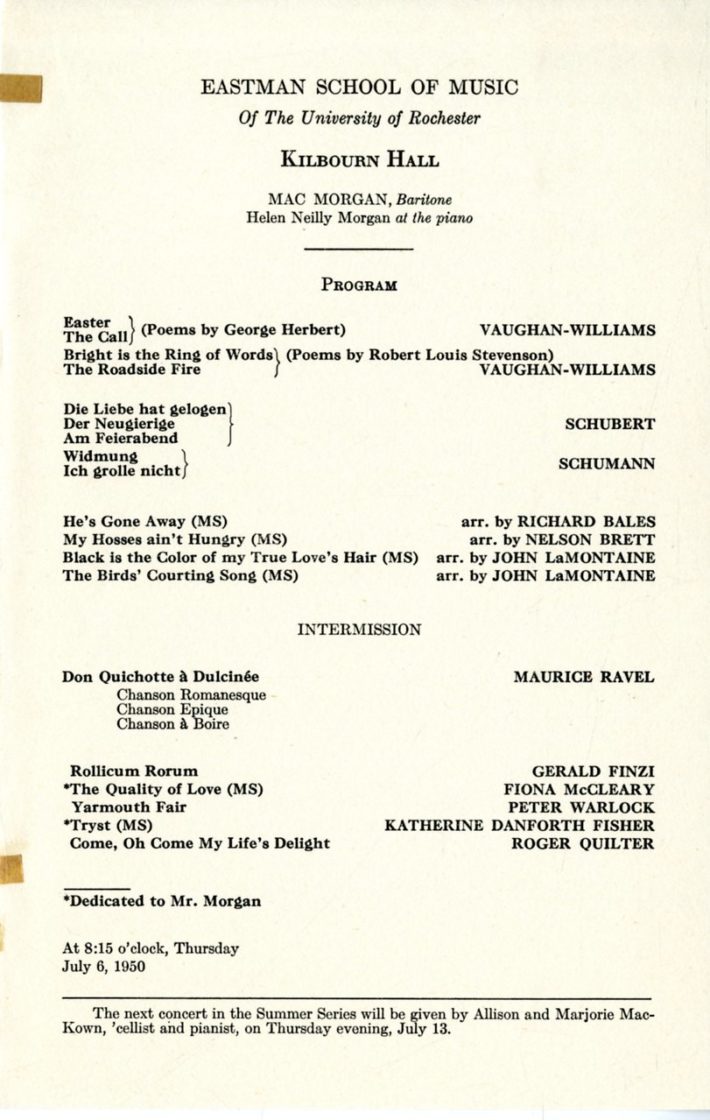 EASTMAN SCHOOL OF MUSIC
Of The University of Rochester
KILBOURN HALL
MAC MORGAN, Baritone
Helen Neilly Morgan at the piano
PROGRAM
Easter
The Call} (Poems by George Herbert) VAUGHAN-WILLIAMS
Bright is the Ring of Words} (Poems by Robert Louis Stevenson)
The Roadside Fire VAUGHAN-WILLIAMS
Die Liebe hat gelogen
Der Neugierige SCHUBERT
Am Feierabend
Widmung
Ich grolle nicht} SCHUMANN
He's Gone Away (MS) arr. by RICHARD BALES
My Hosses ain't Hungry (MS) arr. by NELSON BRETT
Black is the Color of my True Love's Hair (MS) arr. by JOHN LaMONTAINE
The Birds' Courting Song (MS) arr. by JOHN LaMONTAINE
INTERMISSION
Don Quichotte à Dulcinée MAURICE RAVEL
Chanson Romanesque
Chanson Epique
Chanson à Boire
Rollicum Rorum GERALD FINZI
*The Quality of Love (MS) FIONA McCLEARY
Yarmouth Fair PETER WARLOCK
*Tryst (MS) KATHERINE DANFORTH FISHER
Come, Oh Come My Life's Delight ROGER QUILTER
*Dedicated to Mr. Morgan
At 8:15 o'clock, Thursday
July 6, 1950
The next concert in the Summer Series will be given by Allison and Marjorie Mac-
Kown, 'cellist and pianist, on Thursday evening, July 13.